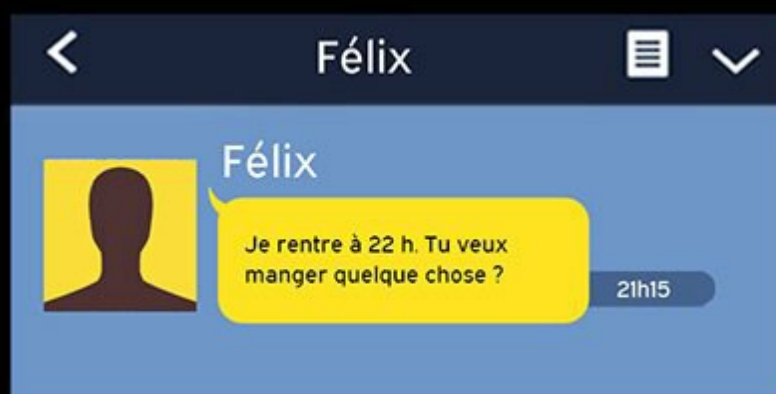 Félix
Félix
Je rentre à 22 h. Tu veux
manger quelque chose ?
21h15